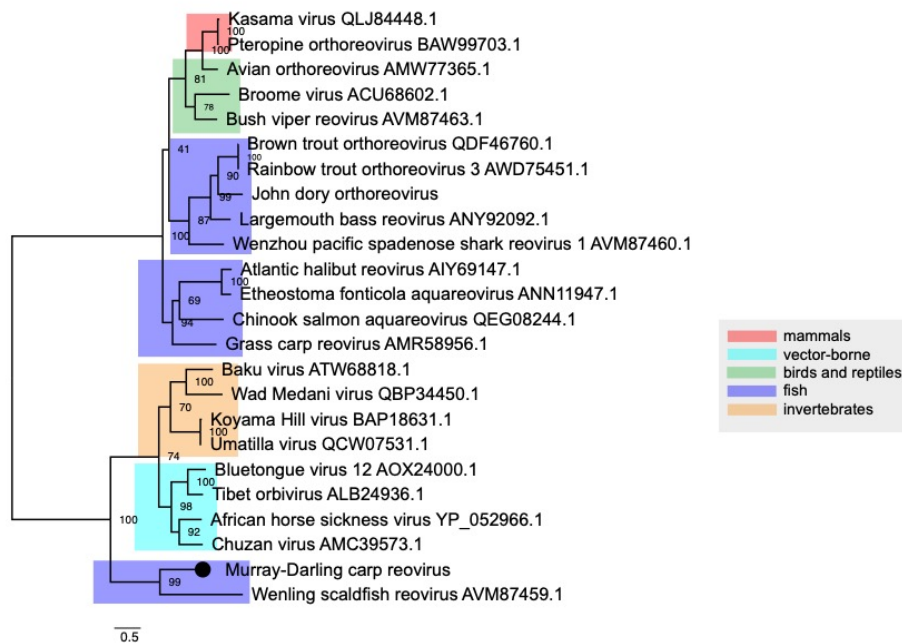 Kasama virus QLJ84448.1
100
Pteropine orthoreovirus BAW99703.1
100
Avian orthoreovirus AMW77365.1
81
Broome virus ACU68602.1
78
Bush viper reovirus AVM87463.1
Brown trout orthoreovirus QDF46760.1
41
100
Rainbow trout orthoreovirus 3 AWD75451.1
90
John dory orthoreovirus
99
Largemouth bass reovirus ANY92092.1
87
100
Wenzhou pacific spadenose shark reovirus 1 AVM87460.1
Atlantic halibut reovirus AIY69147.1
100
Etheostoma fonticola aquareovirus ANN11947.1
69
Chinook salmon aquareovirus QEG08244.1
94
Grass carp reovirus AMR58956.1
Baku virus ATW68818.1
100
Wad Medani virus QBP34450.1
70
Koyama Hill virus BAP18631.1
100
Umatilla virus QCW07531.1
74
Bluetongue virus 12 AOX24000.1
100
Tibet orbivirus ALB24936.1
98
African horse sickness virus YP_052966.1
100
92
Chuzan virus AMC39573.1
Murray-Darling carp reovirus
99
Wenling scaldfish reovirus AVM87459.1
0.5
mammals
vector-borne
birds and reptiles
fish
invertebrates